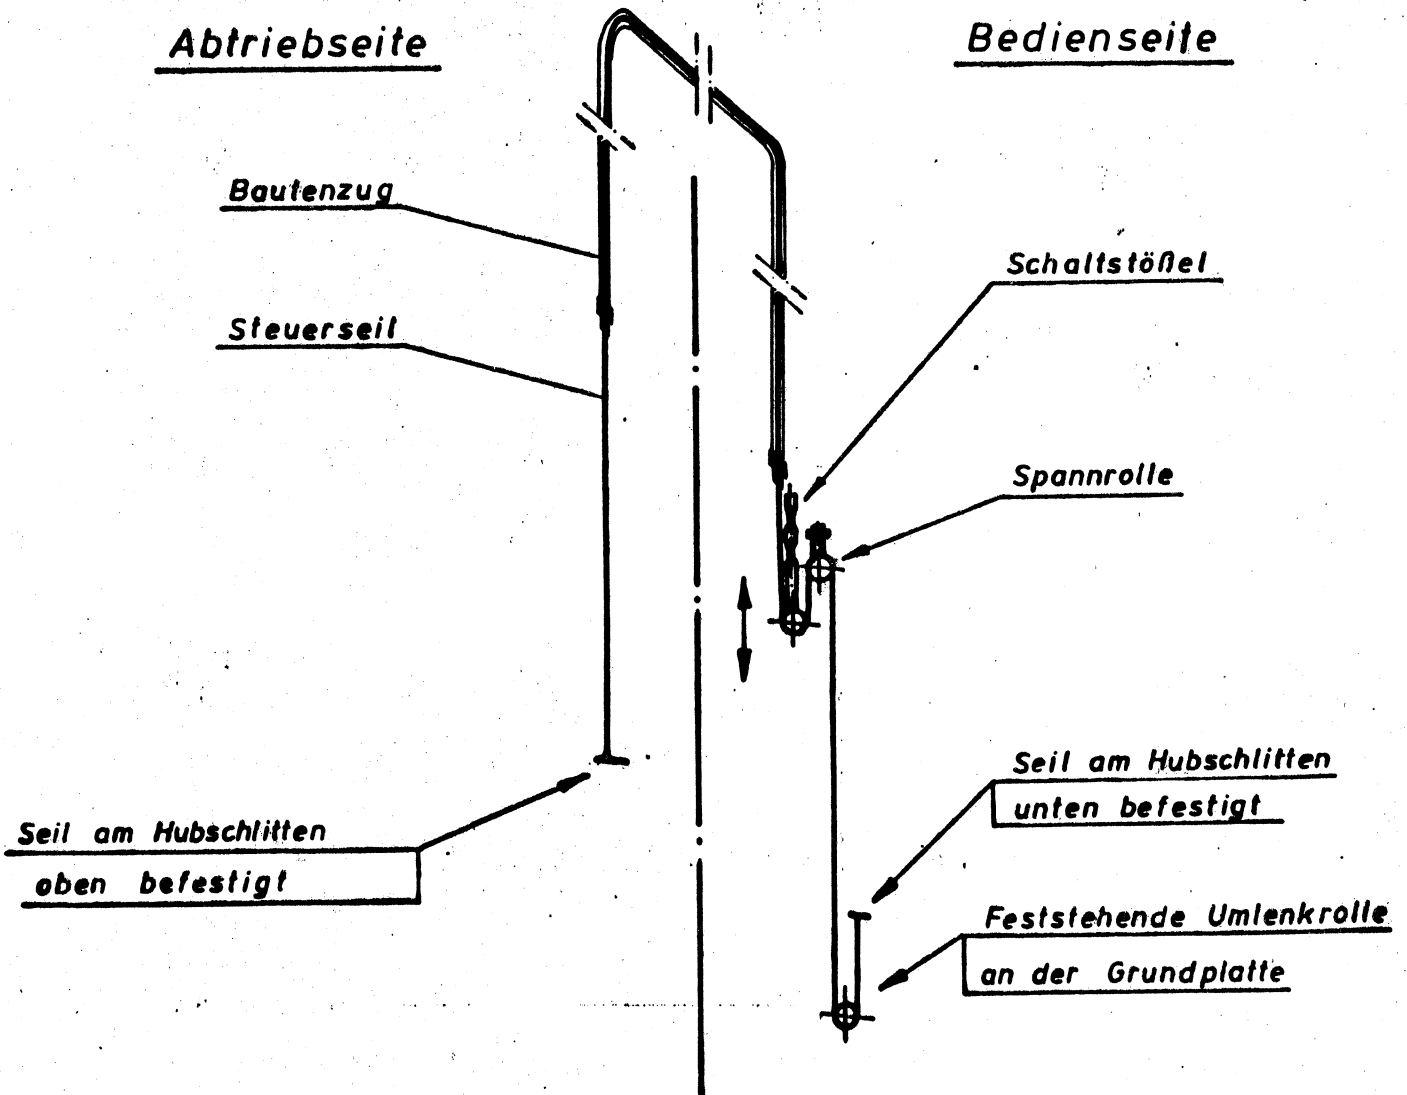 Abtriebseite
Bedienseite
Bautenzug
Schaltstößel
Steuerseil
Spannrolle
Seil am Hubschlitten
unten befestigt
Seil am Hubschlitten
oben befestigt
Feststehende Umlenkrolle
an der Grundplatte